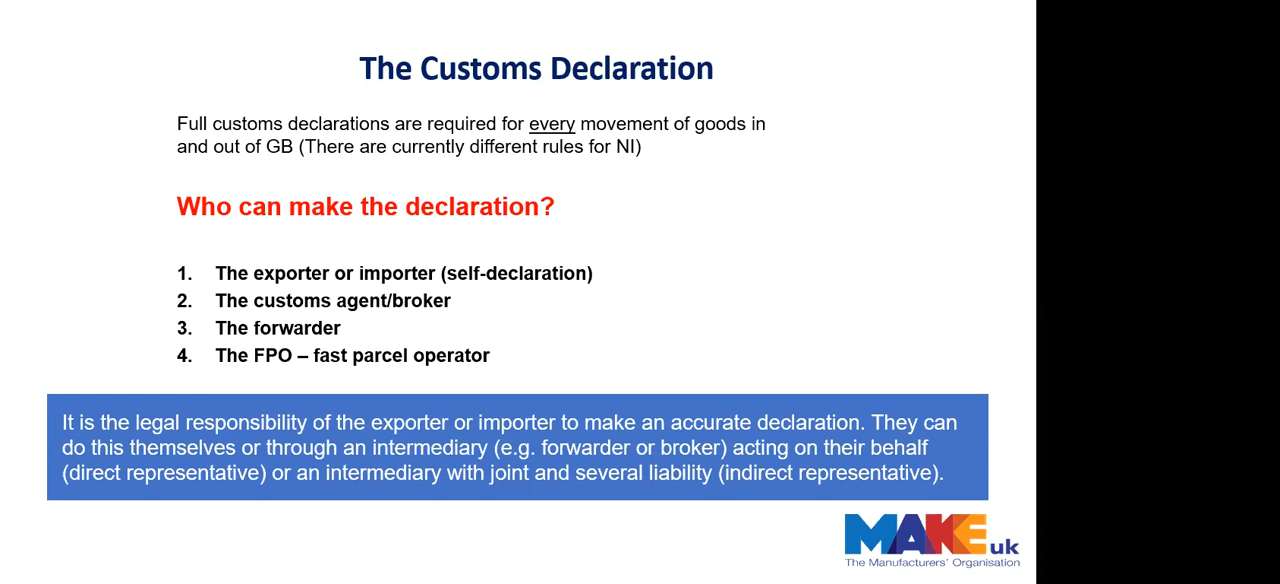 The Customs Declaration
Full customs declarations are required for every movement of goods in
and out of GB (There are currently different rules for NI)
Who can make the declaration?
1. The exporter or importer (self-declaration)
2. The customs agent/broker
3. The forwarder
4. The FPO – fast parcel operator
It is the legal responsibility of the exporter or importer to make an accurate declaration. They can
do this themselves or through an intermediary (e.g. forwarder or broker) acting on their behalf
(direct representative) or an intermediary with joint and several liability (indirect representative).
MAKE uk
The Manufacturers' Organisation